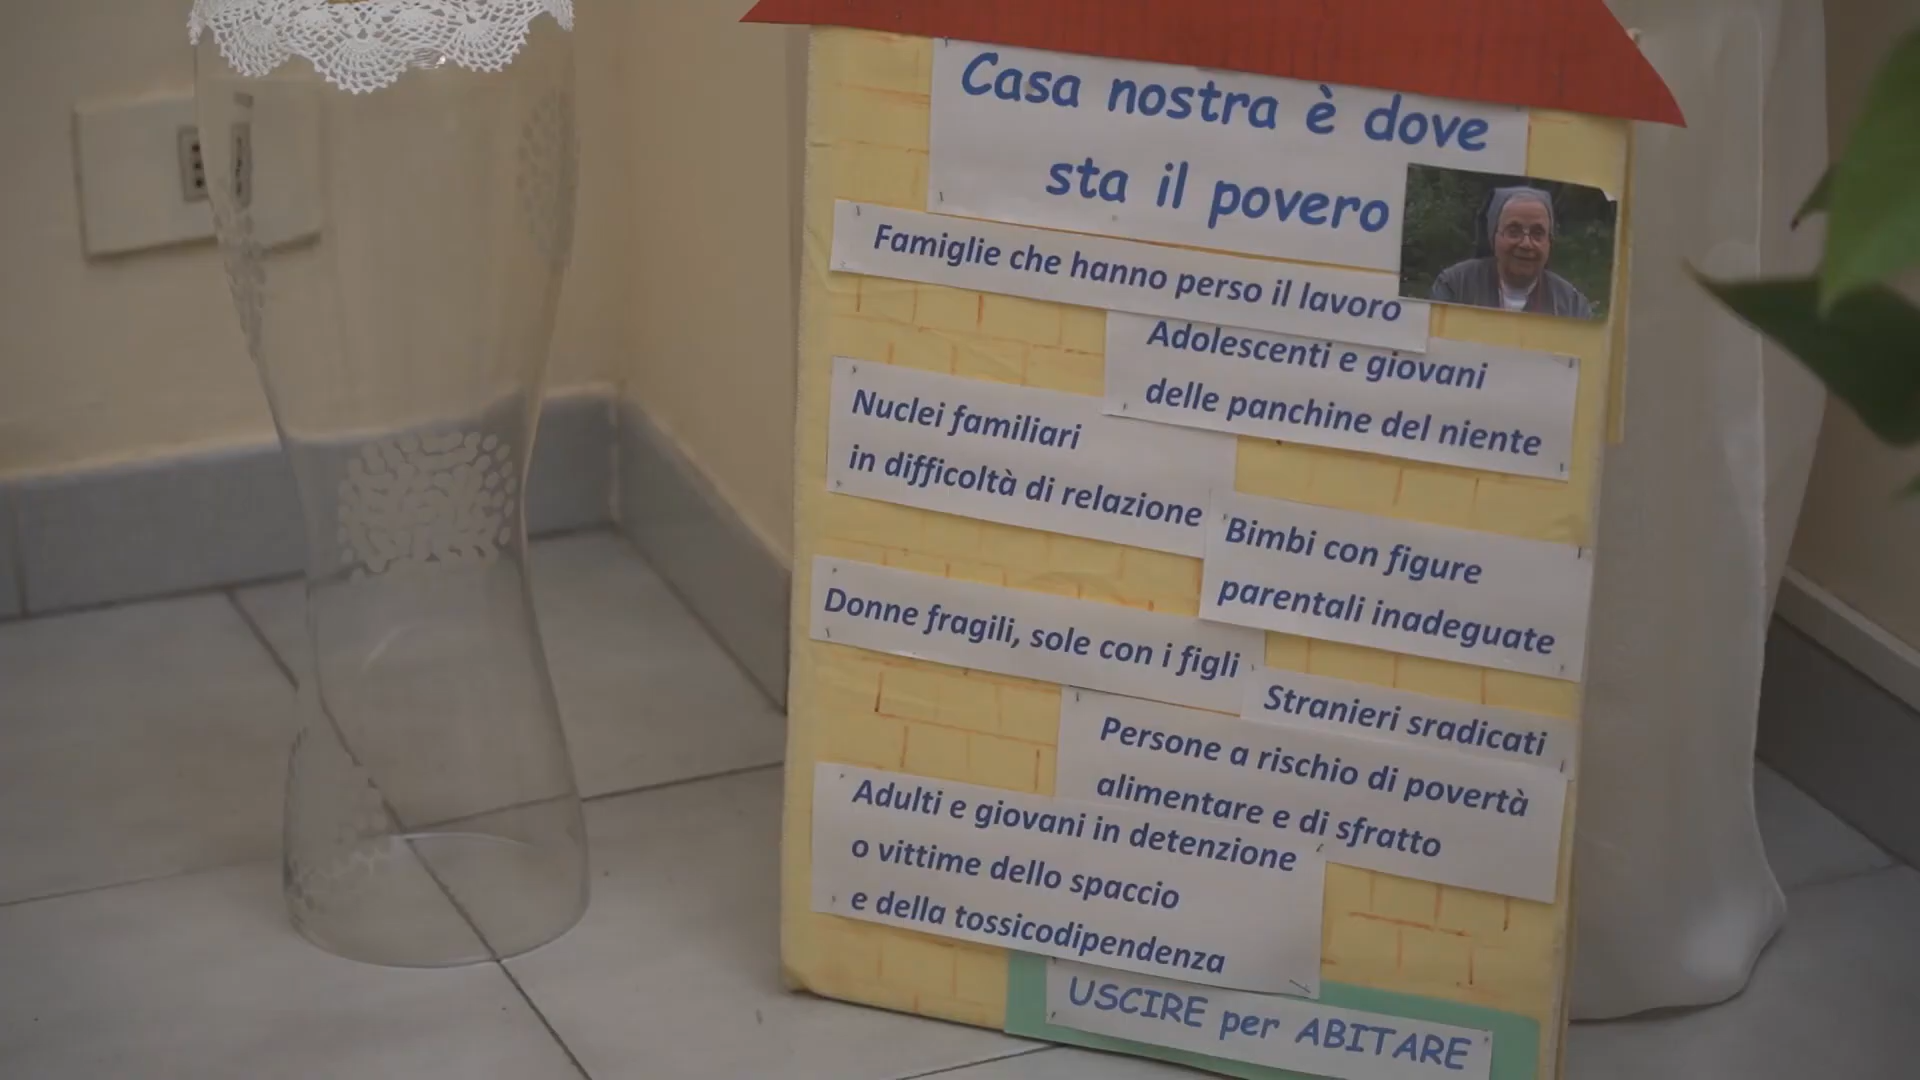 Casa nostra è dove
sta il povero
Famiglie che hanno perso il lavoro
Adolescenti e giovani
delle panchine del niente
Nuclei familiari
in difficoltà di relazione
Bimbi con figure
parentali inadeguate
Donne fragili, sole con i figli
Stranieri sradicati
Persone a rischio di povertà
alimentare e di sfratto
Adulti e giovani in detenzione
o vittime dello spaccio
e della tossicodipendenza
USCIRE per ABITARE